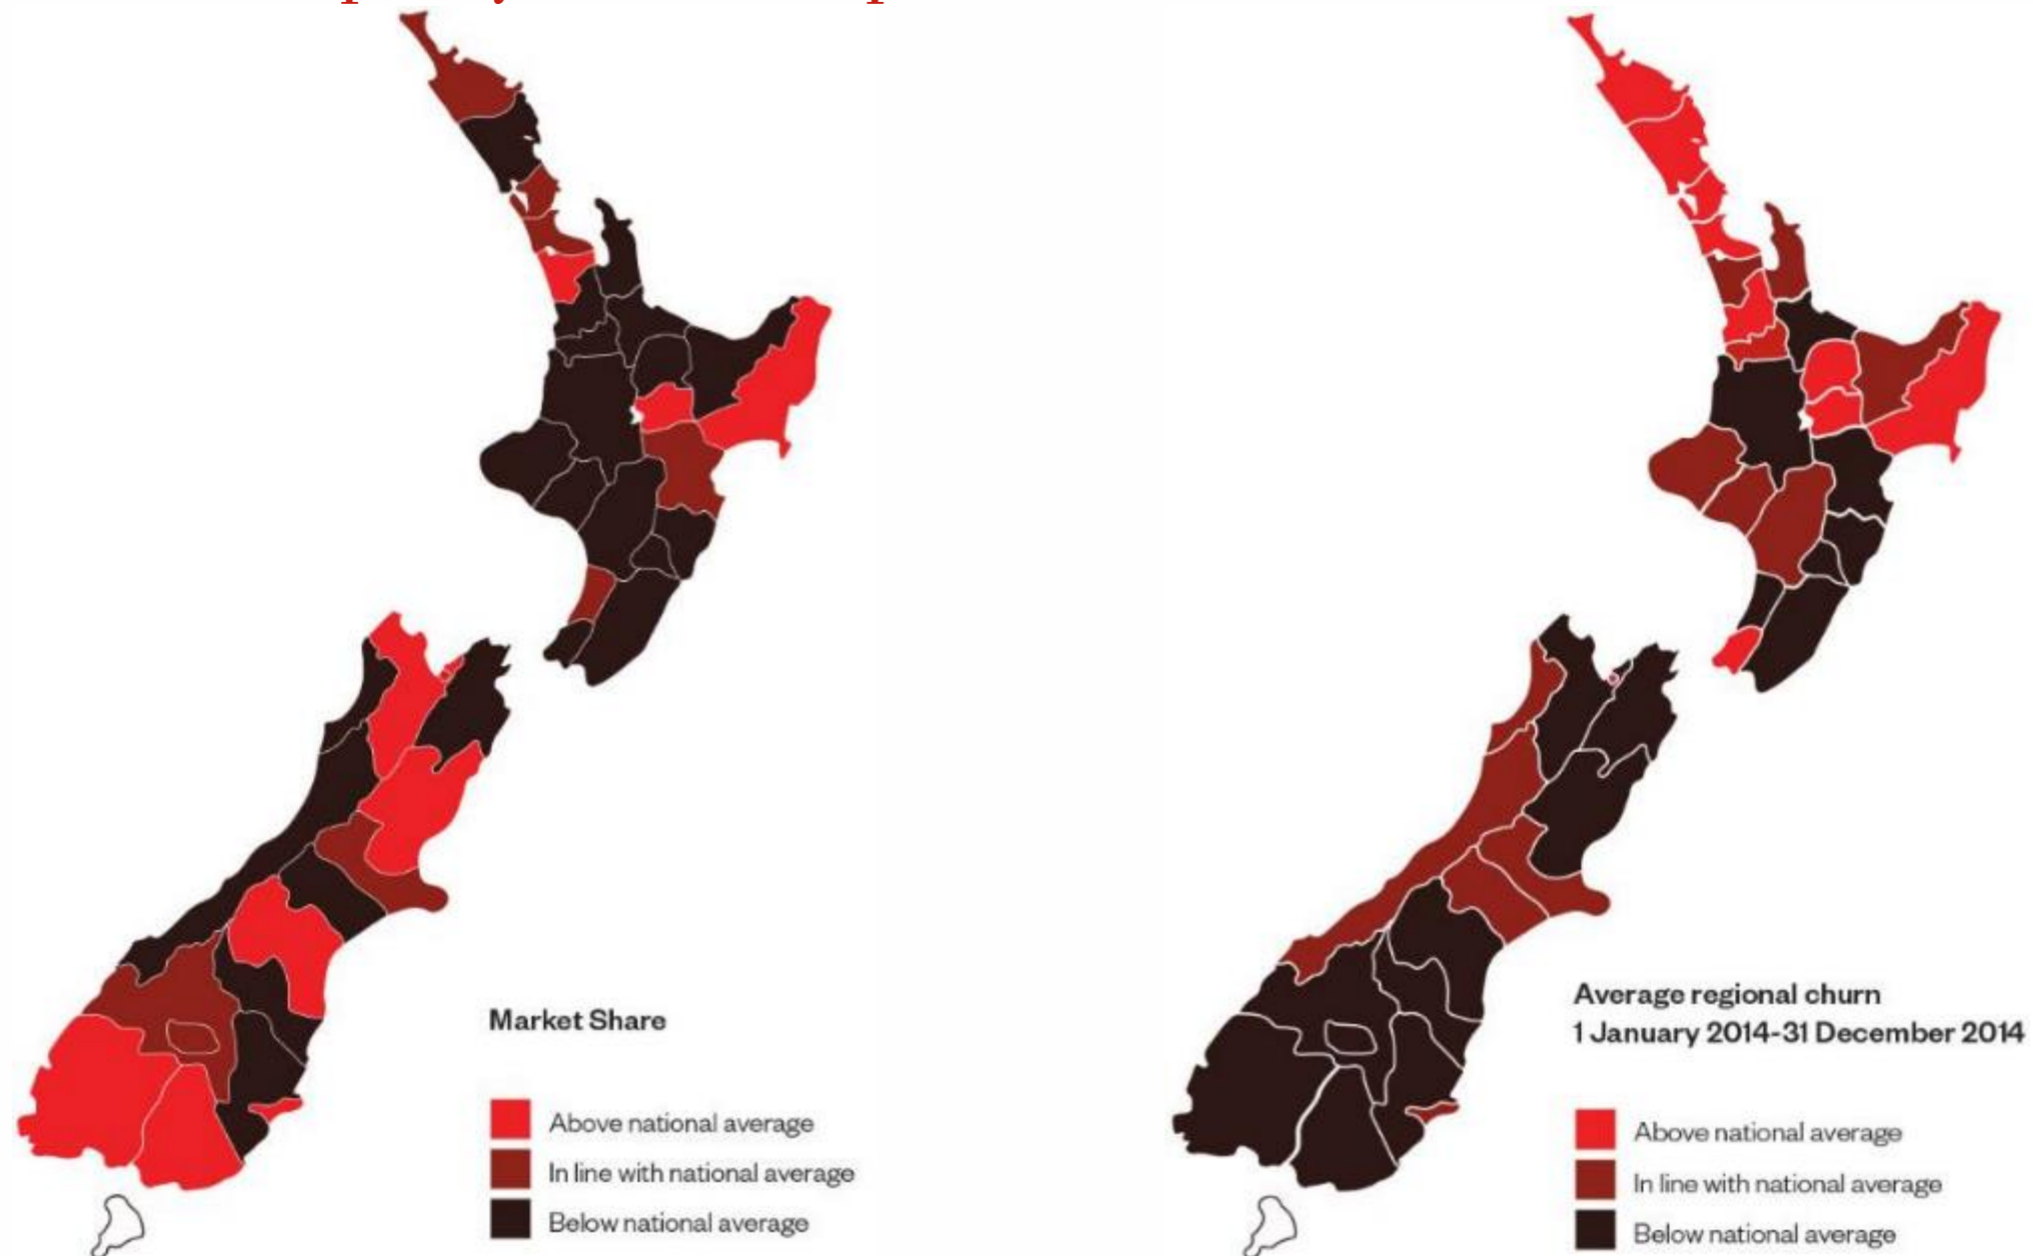 Market Share
Above national average
In line with national average
Below national average
Average regional churn
1 January 2014-31 December 2014
Above national average
In line with national average
Below national average